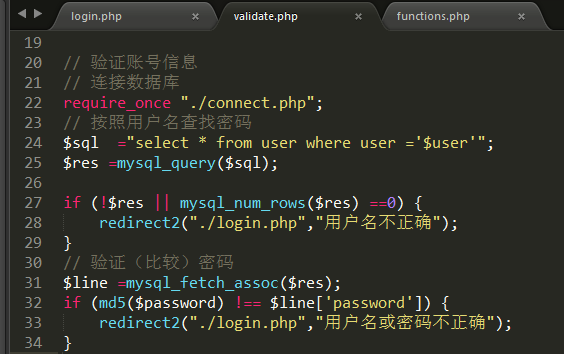 login.php × validate.php × functions.php ×
19
20 // 验证账号信息
21 // 连接数据库
22 require_once "./connect.php";
23 // 按照用户名查找密码
24 $sql  ="select * from user where user ='$user'";
25 $res =mysql_query($sql);
26
27 if (!$res || mysql_num_rows($res) ==0) {
28     redirect2("./login.php","用户名不正确");
29 }
30 // 验证（比较）密码
31 $line =mysql_fetch_assoc($res);
32 if (md5($password) !== $line['password']) {
33     redirect2("./login.php","用户名或密码不正确");
34 }